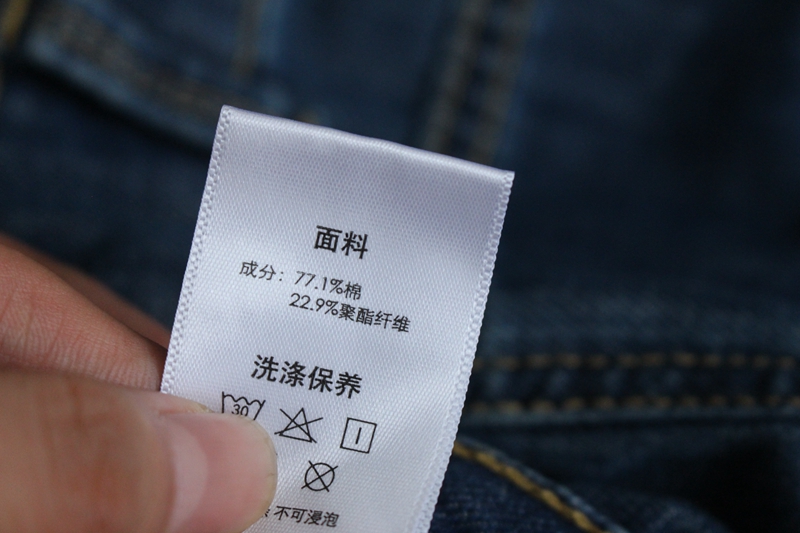 面料
成分：77.1%棉
22.9%聚酯纤维
洗涤保养
30
不可浸泡